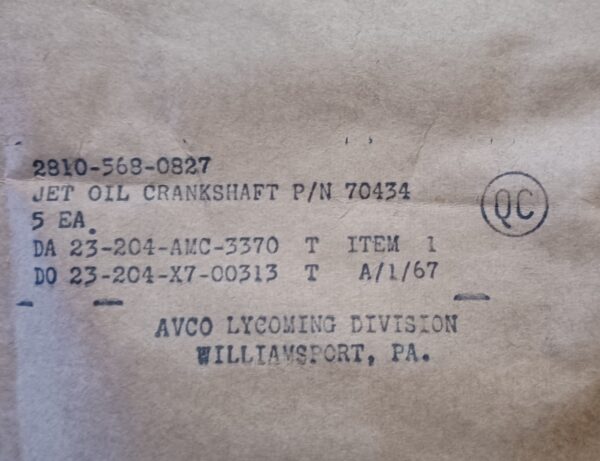 2810-568-0827
JET OIL CRANKSHAFT P/N 70434
5 EA.
QC
DA 23-204-AMC-3370 T ITEM 1
DO 23-204-X7-00313 T A/1/67
AVCO LYCOMING DIVISION
WILLIAMSPORT, PA.